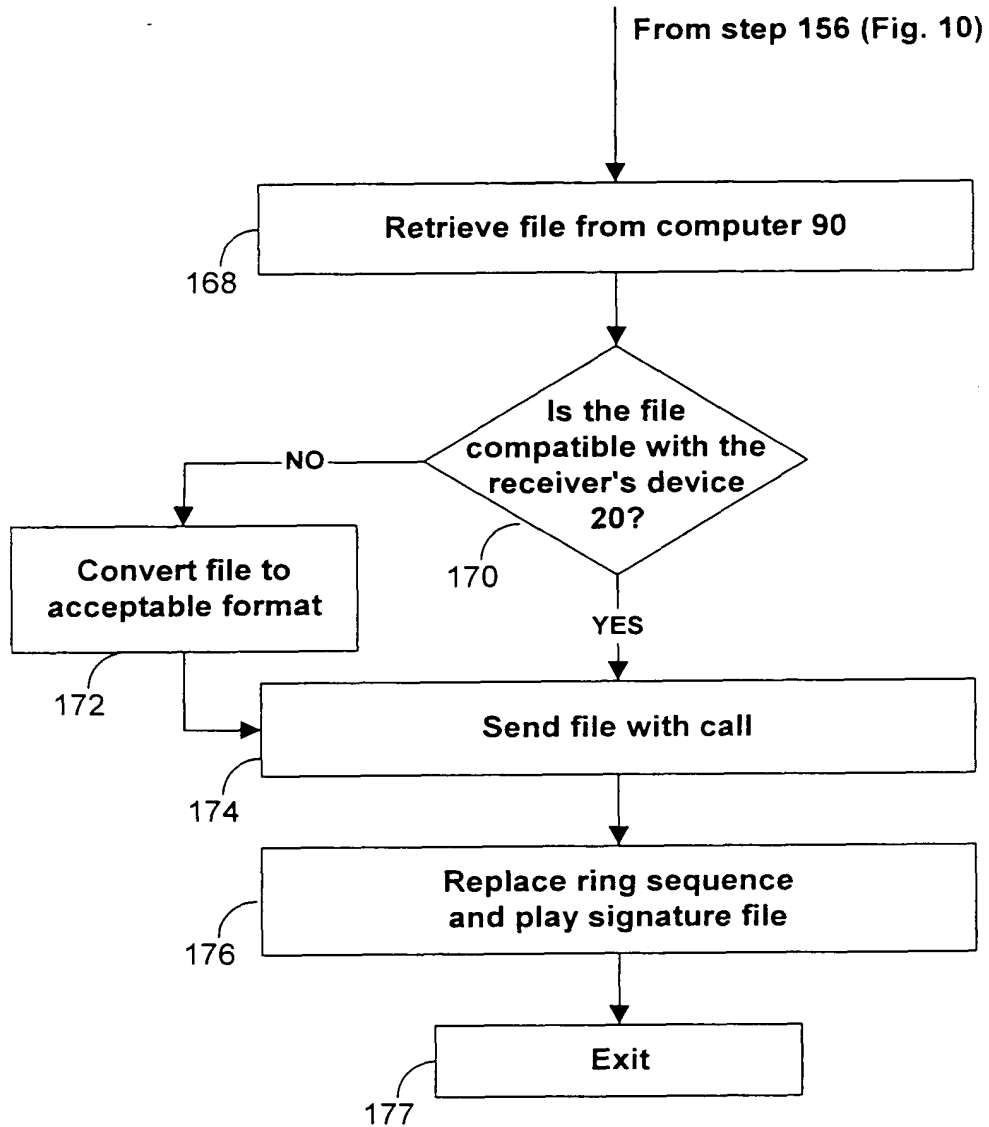 From step 156 (Fig. 10)
Retrieve file from computer 90
168
Is the file
compatible with the
receiver's device
20?
NO
170
Convert file to
acceptable format
YES
172
Send file with call
174
Replace ring sequence
and play signature file
176
Exit
177